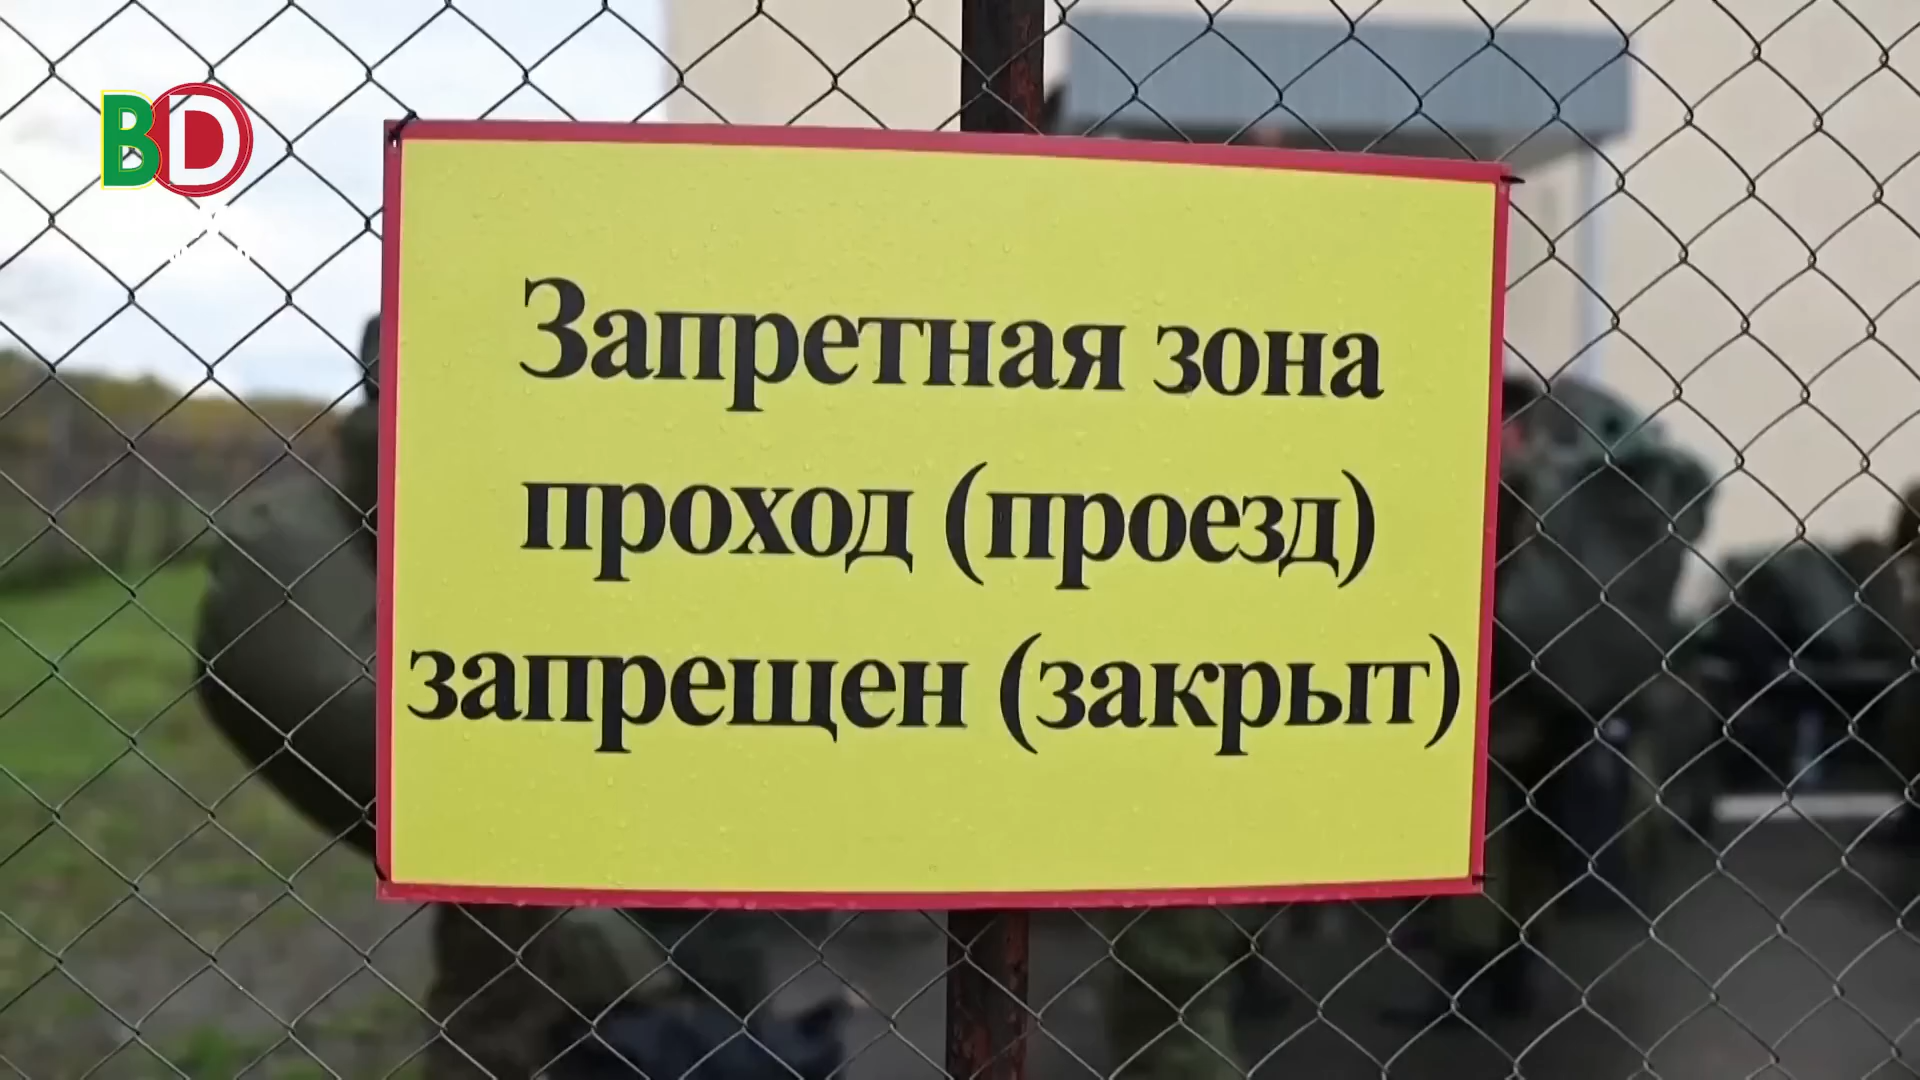 BD
Запретная зона
проход (проезд)
запрещен (закрыт)